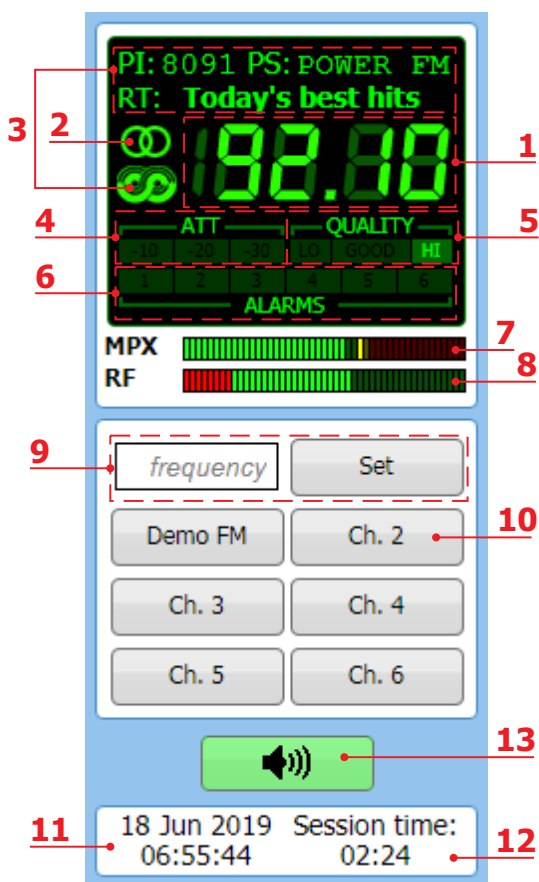 PI: 8091 PS: POWER FM
RT: Today's best hits
3
2
92.10
1
4
ATT
QUALITY
5
-10 -20 -30 LO GOOD HI
6
1 2 3 4 5 6
ALARMS
MPX
7
RF
8
9
frequency
Set
Demo FM
Ch. 2
10
Ch. 3
Ch. 4
Ch. 5
Ch. 6
13
11
18 Jun 2019
Session time:
06:55:44
02:24
12